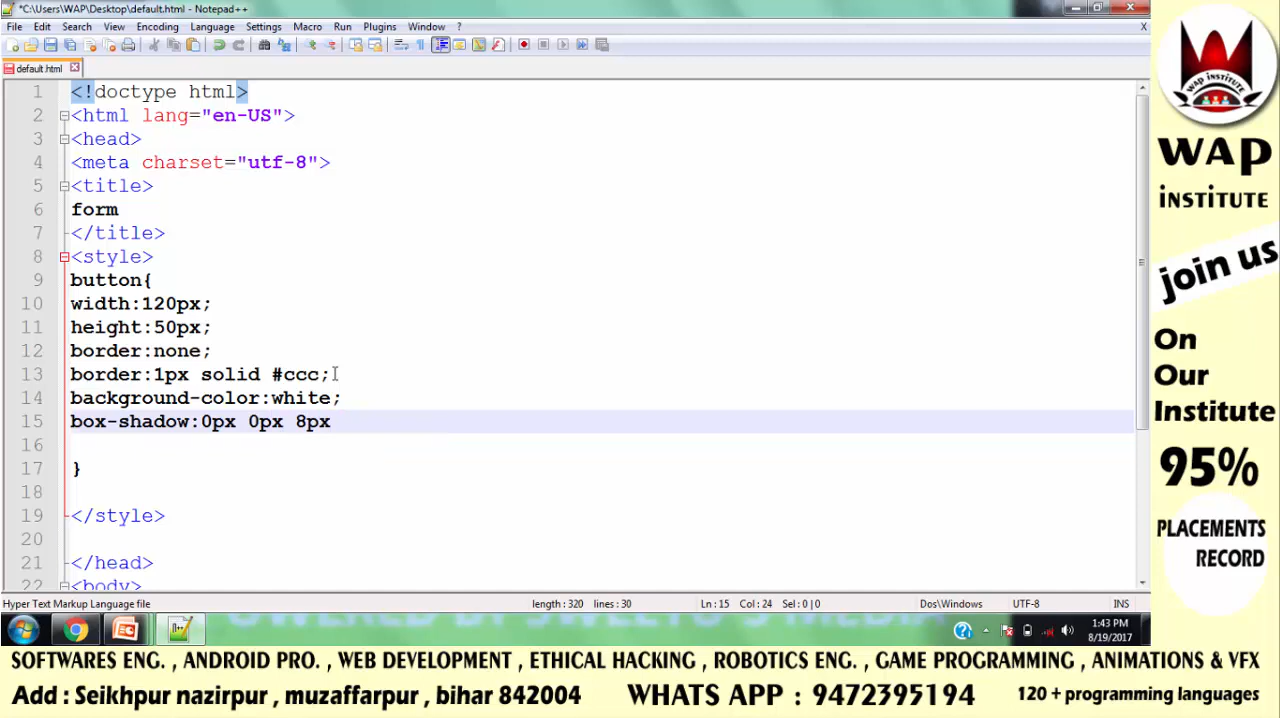 *C:\Users\WAP\Desktop\default.html - Notepad++
File Edit Search View Encoding Language Settings Macro Run Plugins Window ? X
default.html
1 <!doctype html>
2 <html lang="en-US">
3 <head>
4 <meta charset="utf-8">
5 <title>
6 form
7 </title>
8 <style>
9 button{
10 width:120px;
11 height:50px;
12 border:none;
13 border:1px solid #ccc;
14 background-color:white;
15 box-shadow:0px 0px 8px
16
17 }
18
19 </style>
20
21 </head>
22 <body>
Hyper Text Markup Language file length : 320 lines : 30 Ln : 15 Col : 24 Sel : 0 | 0 Dos\Windows UTF-8 INS
1:43 PM
8/19/2017
WAP INSTITUTE
WAP
INSTITUTE
join us
On
Our
Institute
95%
PLACEMENTS
RECORD
SOFTWARES ENG. , ANDROID PRO. , WEB DEVELOPMENT , ETHICAL HACKING , ROBOTICS ENG. , GAME PROGRAMMING , ANIMATIONS & VFX
Add : Seikhpur nazirpur , muzaffarpur , bihar 842004 WHATS APP : 9472395194 120 + programming languages